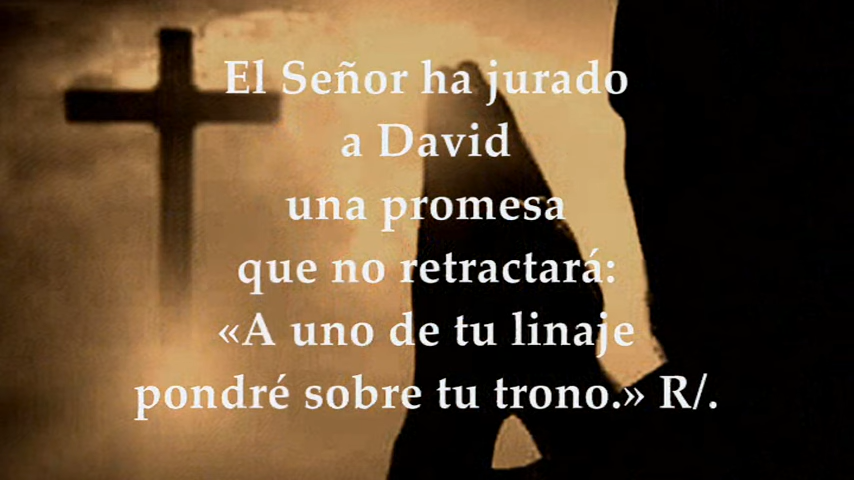 El Señor ha jurado
a David
una promesa
que no retractará:
«A uno de tu linaje
pondré sobre tu trono.» R/.